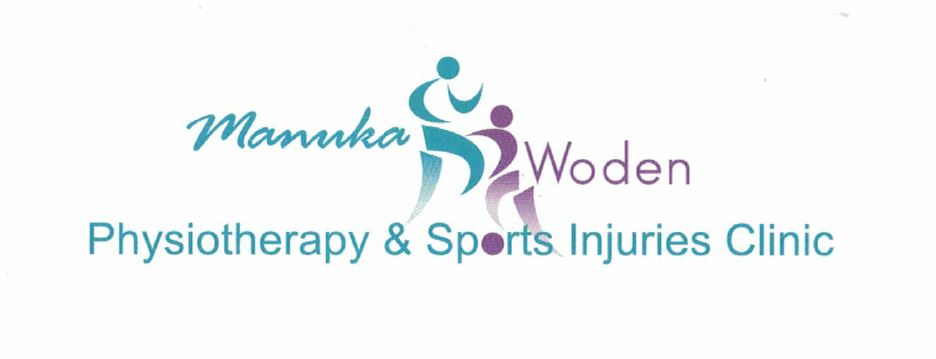 Manuka Woden
Physiotherapy & Sports Injuries Clinic